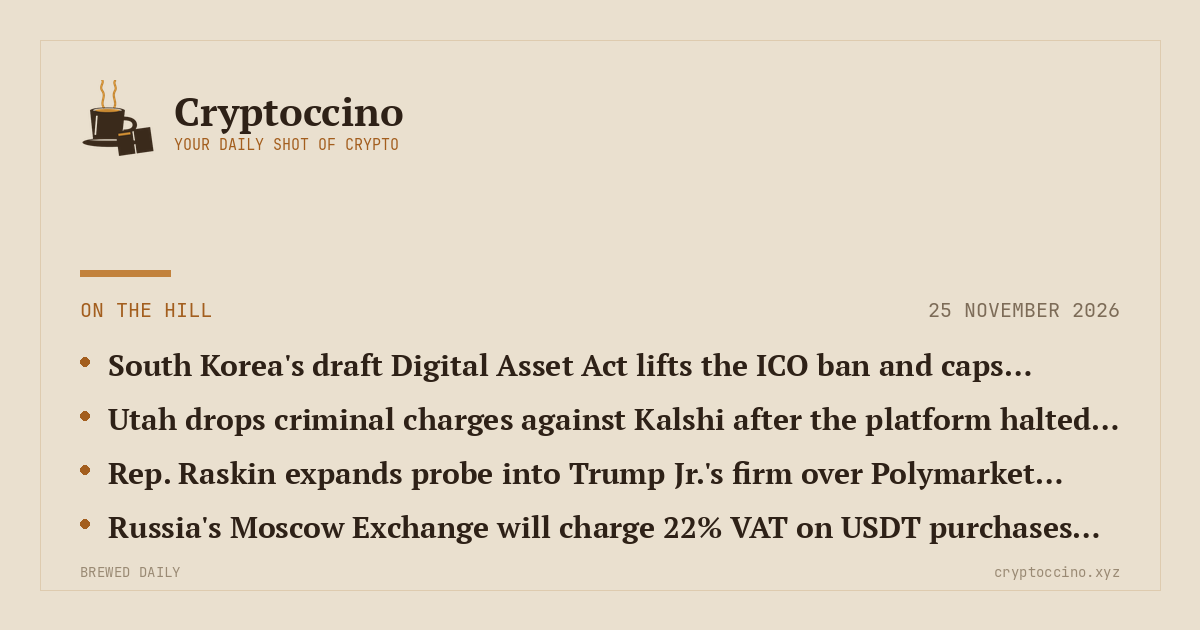 Cryptoccino
YOUR DAILY SHOT OF CRYPTO
ON THE HILL
25 NOVEMBER 2026
South Korea's draft Digital Asset Act lifts the ICO ban and caps...
Utah drops criminal charges against Kalshi after the platform halted...
Rep. Raskin expands probe into Trump Jr.'s firm over Polymarket...
Russia's Moscow Exchange will charge 22% VAT on USDT purchases...
BREWED DAILY
cryptoccino.xyz